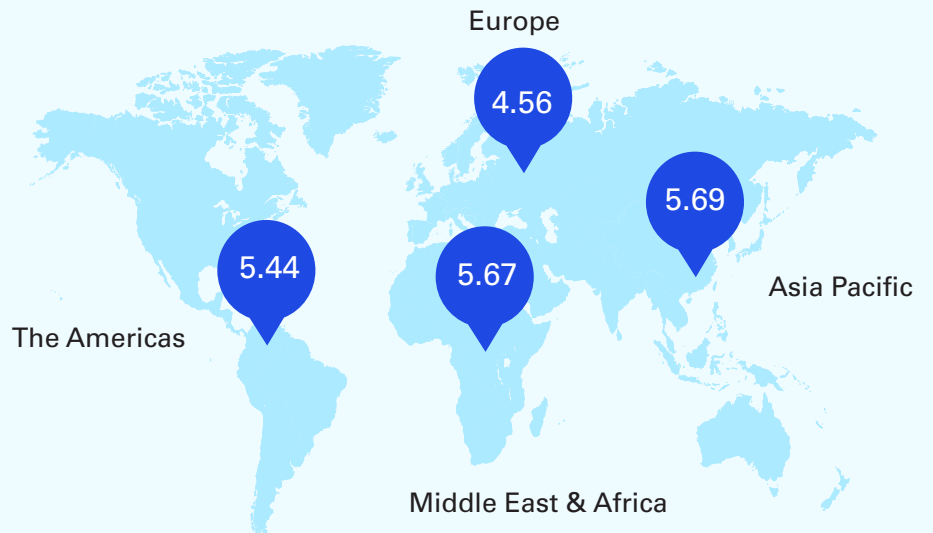 Europe
4.56
5.69
5.44
5.67
Asia Pacific
The Americas
Middle East & Africa